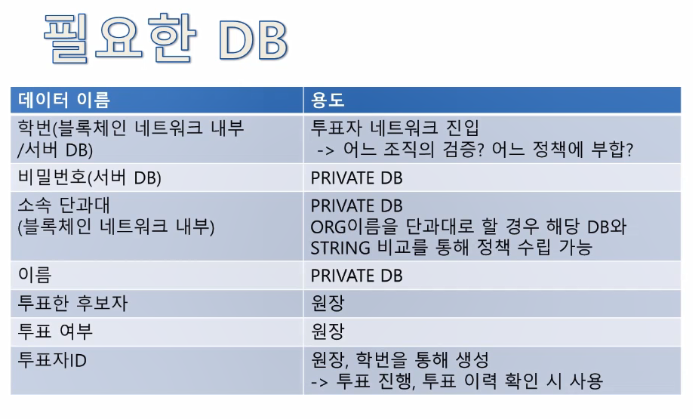 필요한 DB
데이터 이름
용도
학번(블록체인 네트워크 내부
/서버 DB)
투표자 네트워크 진입
-> 어느 조직의 검증? 어느 정책에 부합?
비밀번호(서버 DB)
PRIVATE DB
소속 단과대
(블록체인 네트워크 내부)
PRIVATE DB
ORG이름을 단과대로 할 경우 해당 DB와
STRING 비교를 통해 정책 수립 가능
이름
PRIVATE DB
투표한 후보자
원장
투표 여부
원장
투표자ID
원장, 학번을 통해 생성
-> 투표 진행, 투표 이력 확인 시 사용